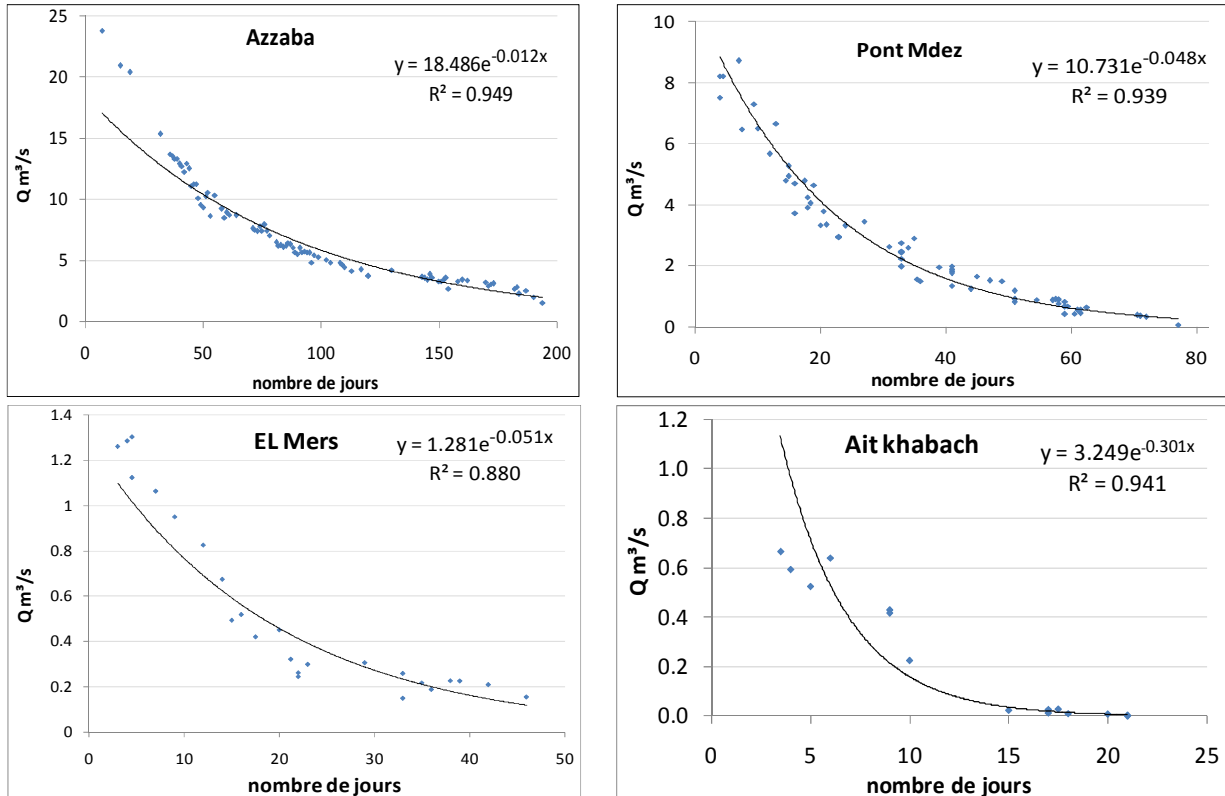 Azzaba
y = 18.486e^-0.012x
R² = 0.949
Q m³/s
25
20
15
10
5
0
0 50 100 150 200
nombre de jours
Pont Mdez
y = 10.731e^-0.048x
R² = 0.939
Q m³/s
10
8
6
4
2
0
0 20 40 60 80
nombre de jours
EL Mers
y = 1.281e^-0.051x
R² = 0.880
Q m³/s
1.4
1.2
1
0.8
0.6
0.4
0.2
0
0 10 20 30 40 50
nombre de jours
Ait khabach
y = 3.249e^-0.301x
R² = 0.941
Q m³/s
1.2
1.0
0.8
0.6
0.4
0.2
0.0
0 5 10 15 20 25
nombre de jours